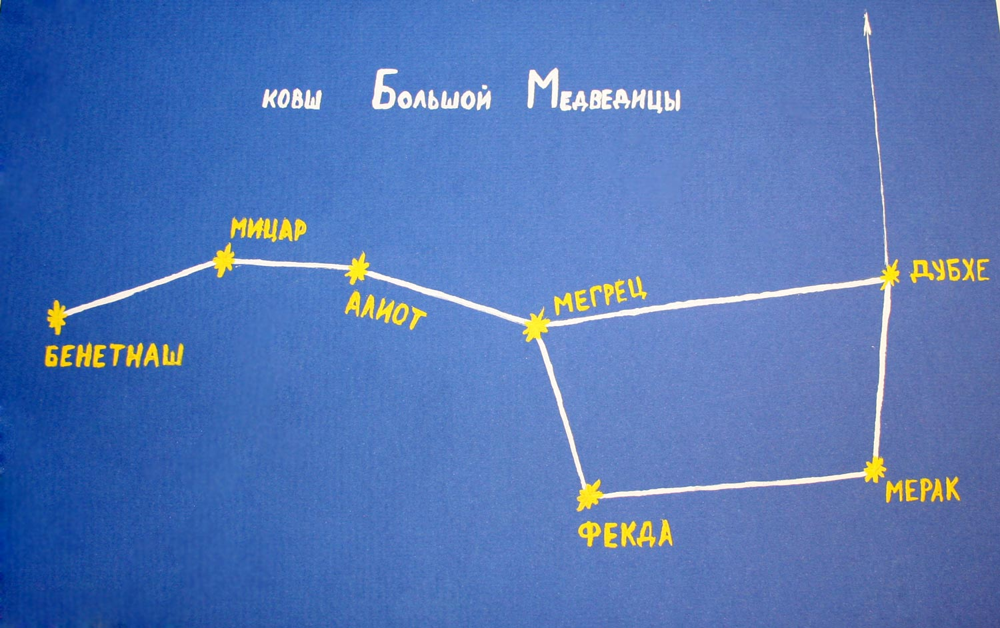 ковш Большой Медведицы
МИЦАР
АЛИОТ
БЕНЕТНАШ
МЕГРЕЦ
ДУБХЕ
ФЕКДА
МЕРАК